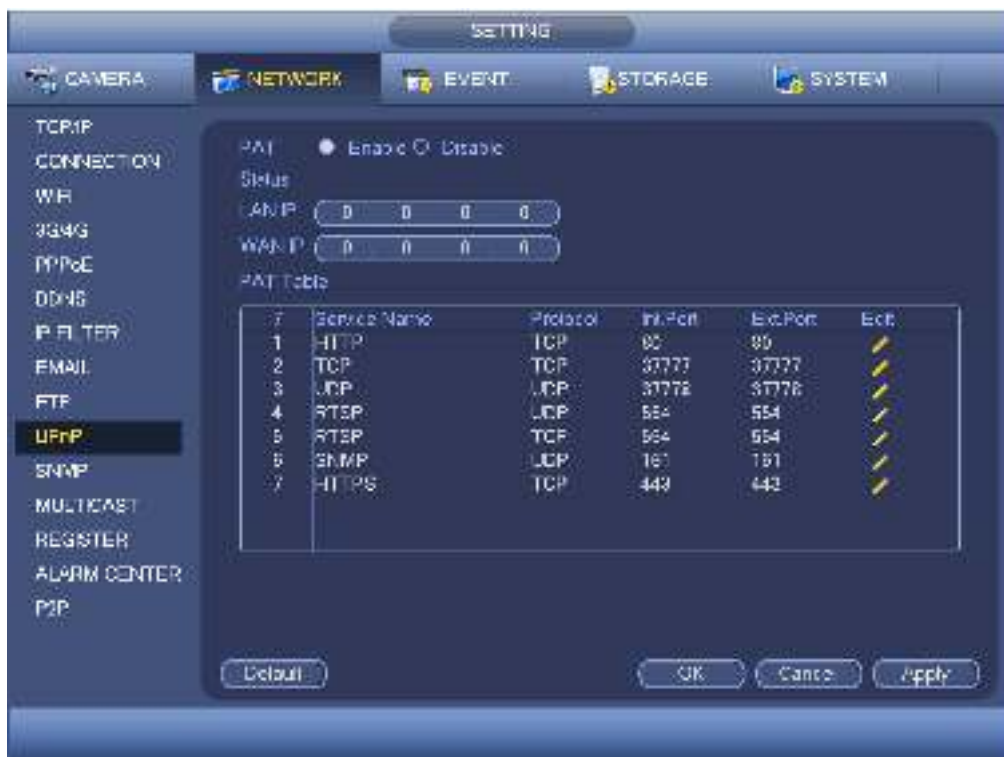 SETTING
CAMERA NETWORK EVENT STORAGE SYSTEM
TCP/IP
CONNECTION
WIFI
3G/4G
PPPoE
DDNS
IP FILTER
EMAIL
FTP
UPnP
SNMP
MULTICAST
REGISTER
ALARM CENTER
P2P
PAT Enable Disable
Status
LAN IP 0 0 0 0
WAN IP 0 0 0 0
PAT Table
7 Service Name Protocol Int.Port Ext.Port Edit
1 HTTP TCP 80 80
2 TCP TCP 37777 37777
3 UDP UDP 37778 37778
4 RTSP UDP 554 554
5 RTSP TCP 554 554
6 SNMP UDP 161 161
7 HTTPS TCP 443 443
Default OK Cancel Apply